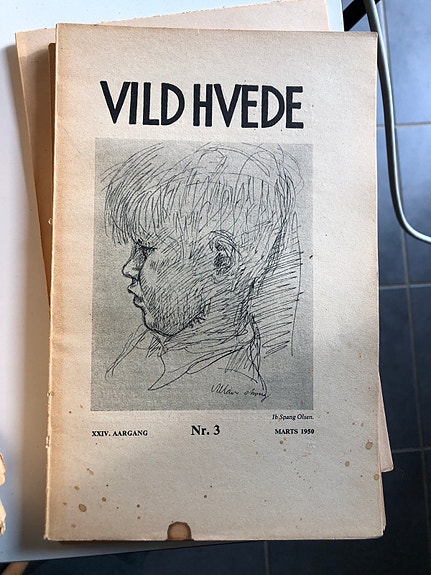 VILD HVEDE
Ib Spang Olsen.
XXIV. AARGANG
Nr. 3
MARTS 1950